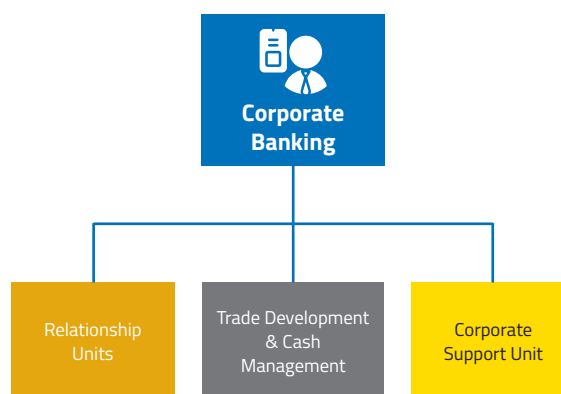 Corporate
Banking
Relationship
Units
Trade Development
& Cash
Management
Corporate
Support Unit